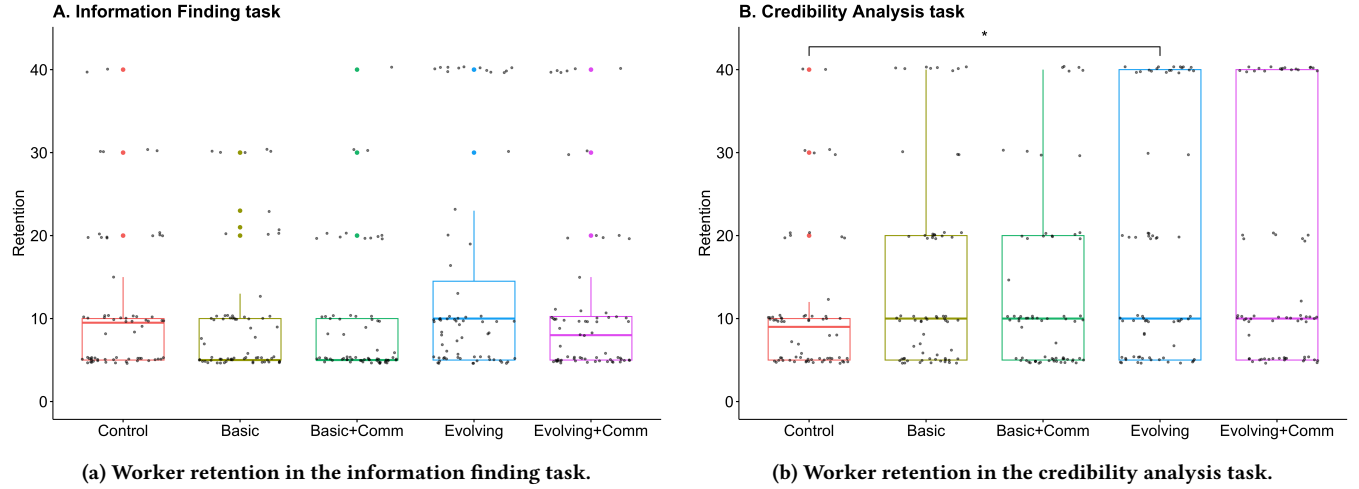 A. Information Finding task
Retention
40
30
20
10
0
Control Basic Basic+Comm Evolving Evolving+Comm
(a) Worker retention in the information finding task.
B. Credibility Analysis task
*
Retention
40
30
20
10
0
Control Basic Basic+Comm Evolving Evolving+Comm
(b) Worker retention in the credibility analysis task.